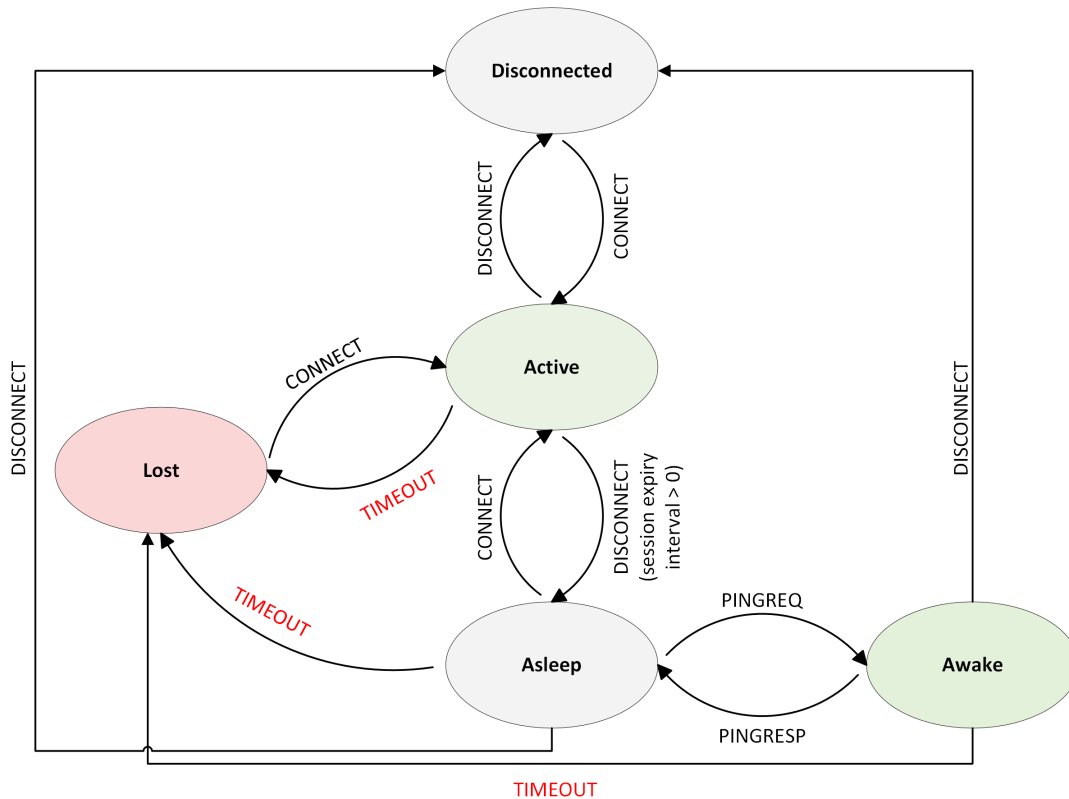 Disconnected
DISCONNECT
CONNECT
Active
CONNECT
DISCONNECT
DISCONNECT
Lost
TIMEOUT
CONNECT
DISCONNECT
(session expiry
interval > 0)
TIMEOUT
PINGREQ
Asleep
Awake
PINGRESP
TIMEOUT